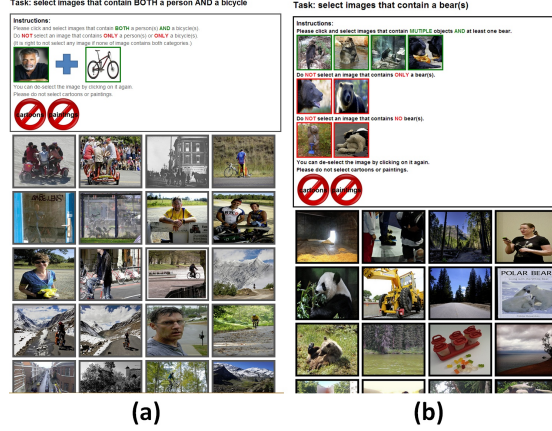 Task: select images that contain BOTH a person AND a bicycle
Instructions:
Please click and select images that contain BOTH a person(s) AND a bicycle(s).
Do NOT select an image that contains ONLY a person(s) or ONLY a bicycle(s).
(It is right to not select any image if none of image contains both categories.)
You can de-select the image by clicking on it again.
Please do not select cartoons or paintings.
cartoons
paintings
(a)
Task: select images that contain a bear(s)
Instructions:
Please click and select images that contain MUTIPLE objects AND at least one bear.
Do NOT select an image that contains ONLY a bear(s).
Do NOT select an image that contains NO bear(s).
You can de-select the image by clicking on it again.
Please do not select cartoons or paintings.
cartoons
paintings
POLAR BEAR
(b)